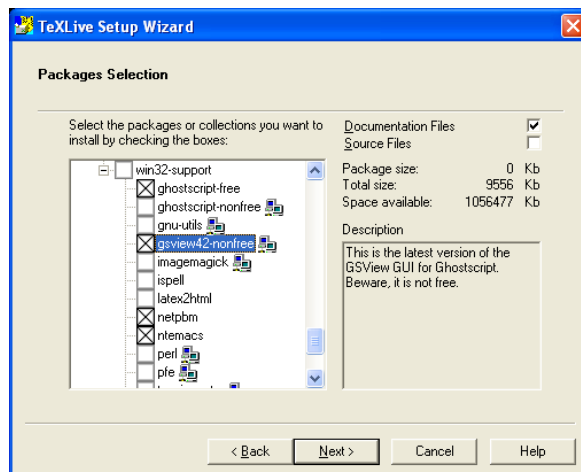 TeXLive Setup Wizard
Packages Selection
Select the packages or collections you want to
install by checking the boxes:
win32-support
ghostscript-free
ghostscript-nonfree
gnu-utils
gsview42-nonfree
imagemagick
ispell
latex2html
netpbm
ntemacs
perl
pfe
Documentation Files
Source Files
Package size: 0 Kb
Total size: 9556 Kb
Space available: 1056477 Kb
Description
This is the latest version of the
GSView GUI for Ghostscript.
Beware, it is not free.
< Back
Next >
Cancel
Help